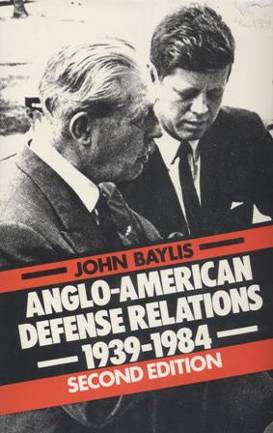 JOHN BAYLIS
ANGLO-AMERICAN
DEFENSE RELATIONS
1939-1984
SECOND EDITION